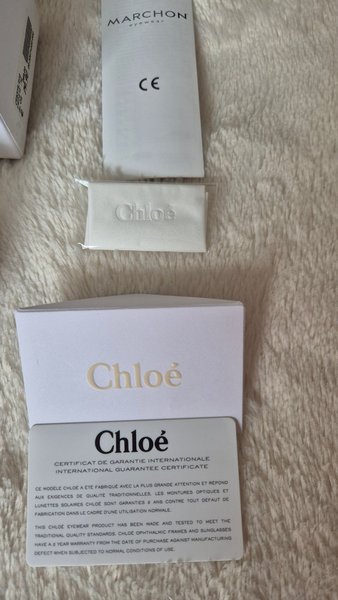 MARCHON
eyewear
CE
Chloé
Chloé
Chloé
CERTIFICAT DE GARANTIE INTERNATIONALE
INTERNATIONAL GUARANTEE CERTIFICATE
CE MODÈLE CHLOE A ETE FABRIQUÉ AVEC LA PLUS GRANDE ATTENTION ET REPOND
AUX EXIGENCES DE QUALITE TRADITIONNELLES. LES MONTURES OPTIQUES ET
LUNETTES SOLAIRES CHLOE SONT GARANTIES 2 ANS CONTRE TOUT DEFAUT DE
FABRICATION DANS LE CADRE D'UNE UTILISATION NORMALE.
THIS CHLOE EYEWEAR PRODUCT HAS BEEN MADE AND TESTED TO MEET THE
TRADITIONAL QUALITY STANDARDS. CHLOE OPHTHALMIC FRAMES AND SUNGLASSES
HAVE A 2 YEAR WARRANTY FROM DATE OF PURCHASE AGAINST MANUFACTURING
DEFECT WHEN SUBJECTED TO NORMAL CONDITIONS OF USE.